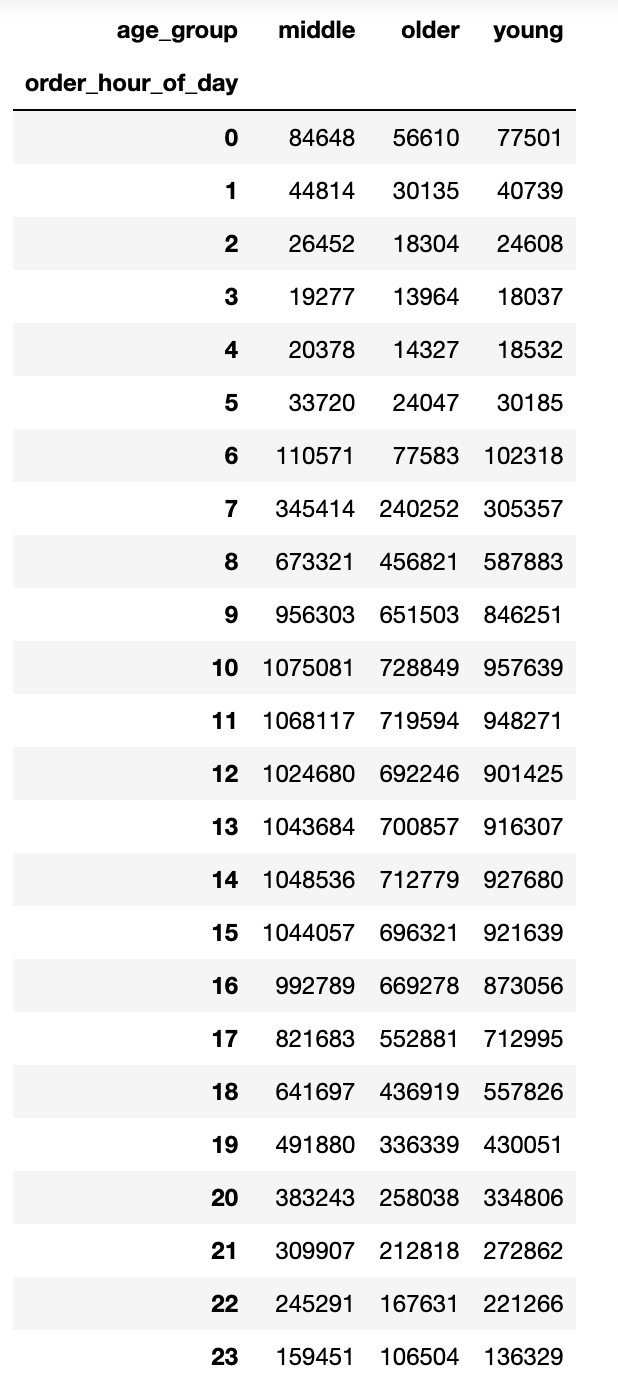 age_group middle older young
order_hour_of_day
0 84648 56610 77501
1 44814 30135 40739
2 26452 18304 24608
3 19277 13964 18037
4 20378 14327 18532
5 33720 24047 30185
6 110571 77583 102318
7 345414 240252 305357
8 673321 456821 587883
9 956303 651503 846251
10 1075081 728849 957639
11 1068117 719594 948271
12 1024680 692246 901425
13 1043684 700857 916307
14 1048536 712779 927680
15 1044057 696321 921639
16 992789 669278 873056
17 821683 552881 712995
18 641697 436919 557826
19 491880 336339 430051
20 383243 258038 334806
21 309907 212818 272862
22 245291 167631 221266
23 159451 106504 136329